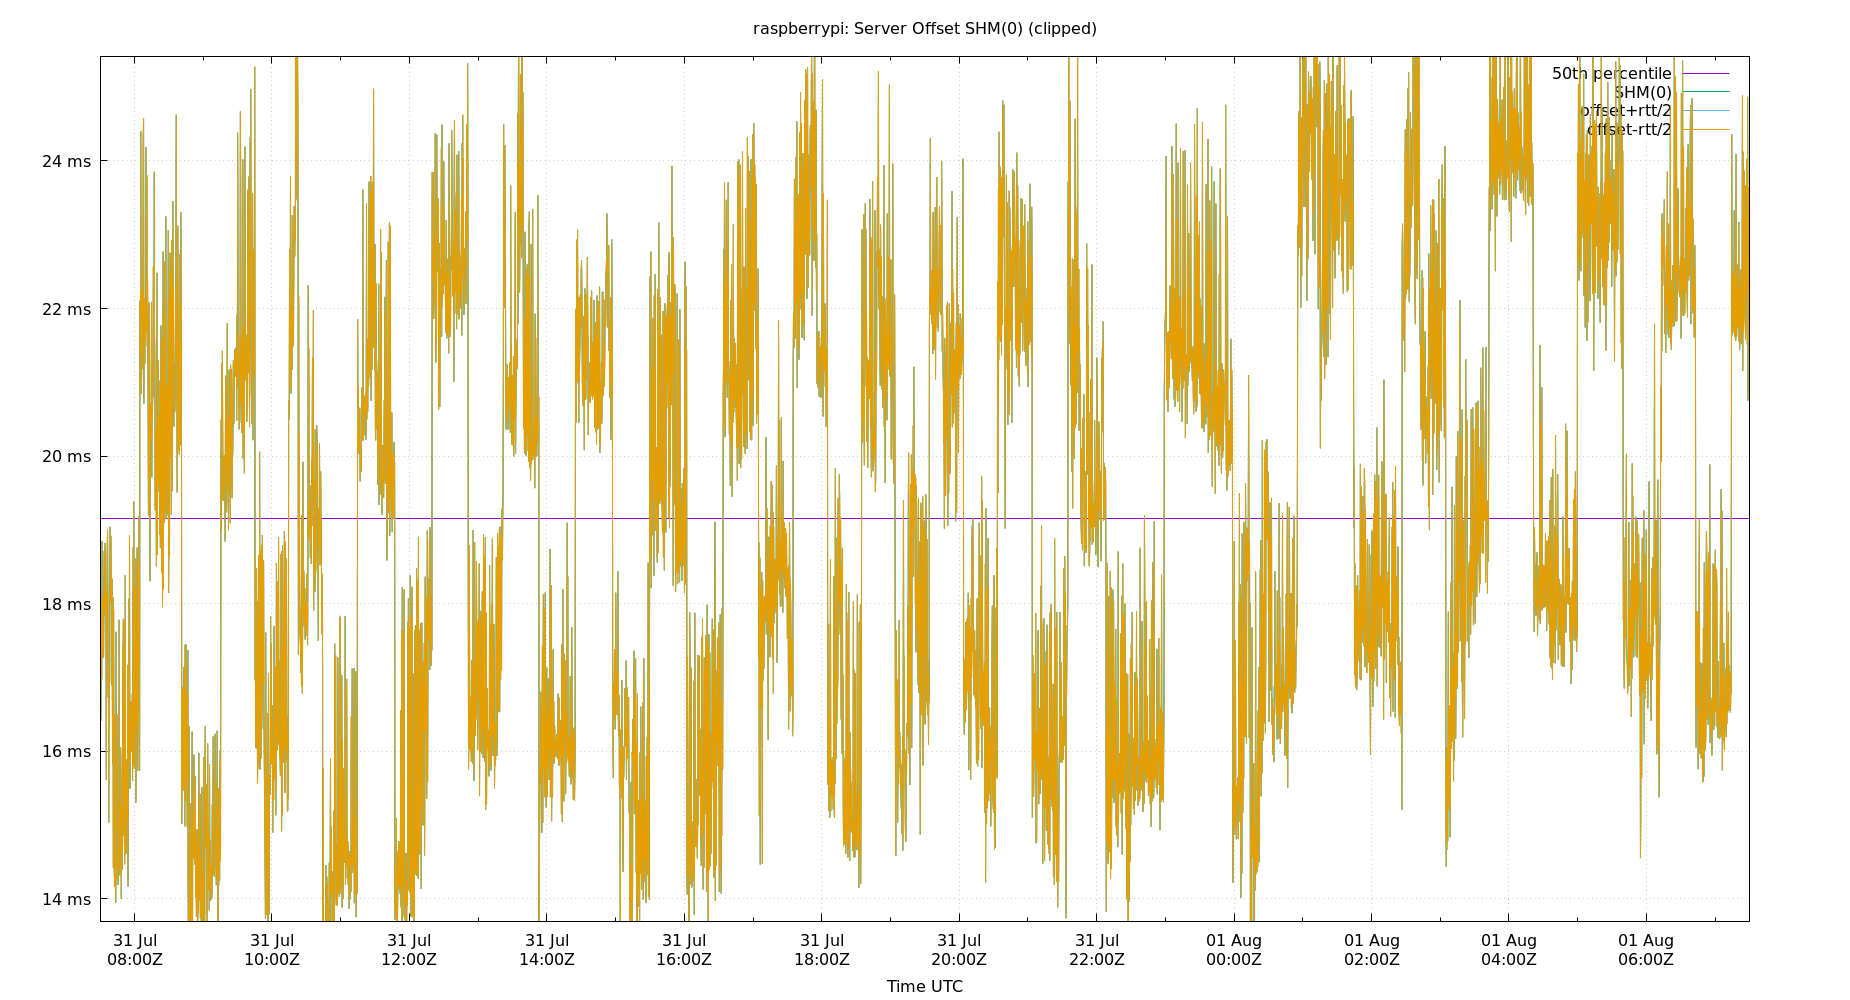 raspberrypi: Server Offset SHM(0) (clipped)
50th percentile
SHM(0)
offset+rtt/2
offset-rtt/2
24 ms
22 ms
20 ms
18 ms
16 ms
14 ms
31 Jul 31 Jul 31 Jul 31 Jul 31 Jul 31 Jul 31 Jul 31 Jul 01 Aug 01 Aug 01 Aug 01 Aug
08:00Z 10:00Z 12:00Z 14:00Z 16:00Z 18:00Z 20:00Z 22:00Z 00:00Z 02:00Z 04:00Z 06:00Z
Time UTC